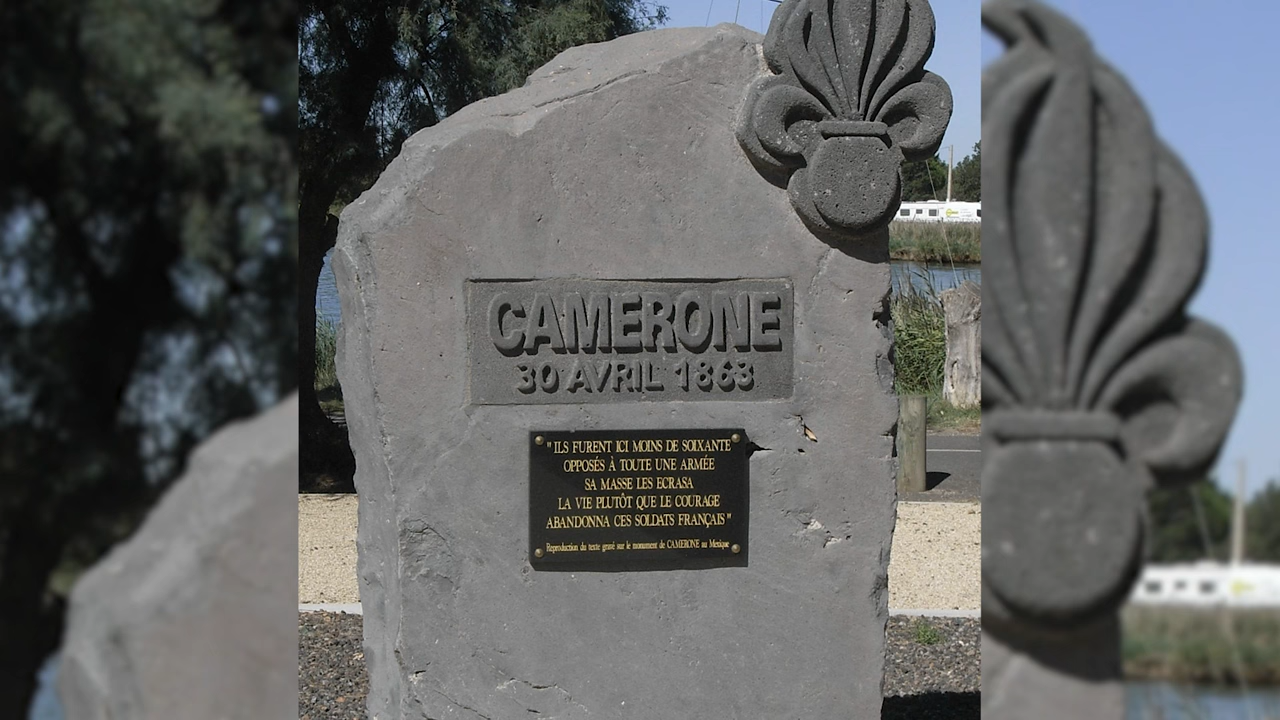 CAMERONE
30 AVRIL 1863
"ILS FURENT ICI MOINS DE SOIXANTE
OPPOSÉS À TOUTE UNE ARMÉE
SA MASSE LES ECRASA
LA VIE PLUTÔT QUE LE COURAGE
ABANDONNA CES SOLDATS FRANÇAIS"
Reproduction du texte gravé sur le monument de CAMERONE au Mexique